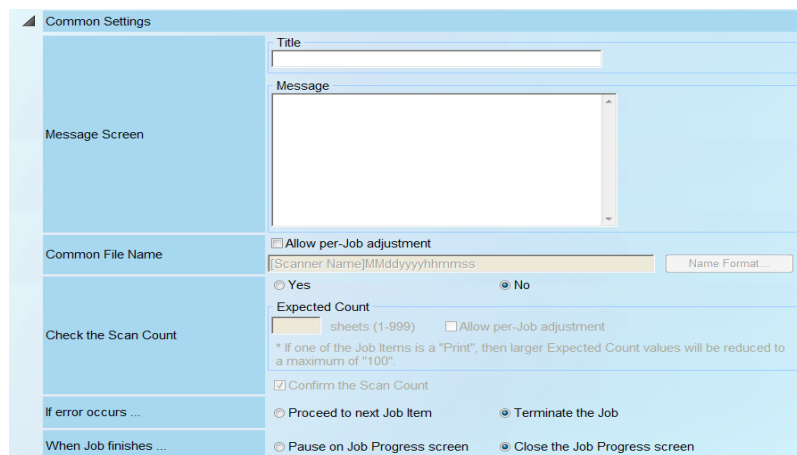 Common Settings
Title
Message
Message Screen
Allow per-Job adjustment
Common File Name
[Scanner Name]MMddyyyyhhmmss
Name Format...
Yes
No
Expected Count
sheets (1-999)
Allow per-Job adjustment
Check the Scan Count
* If one of the Job Items is a "Print", then larger Expected Count values will be reduced to
a maximum of "100".
Confirm the Scan Count
If error occurs ...
Proceed to next Job Item
Terminate the Job
When Job finishes ...
Pause on Job Progress screen
Close the Job Progress screen